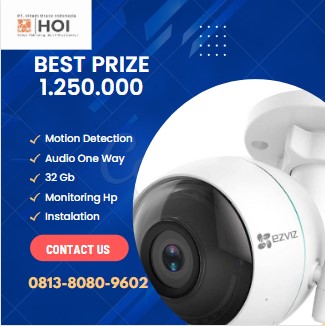 HOI
BEST PRIZE
1.250.000
Motion Detection
Audio One Way
32 Gb
Monitoring Hp
Instalation
CONTACT US
0813-8080-9602
ezviz